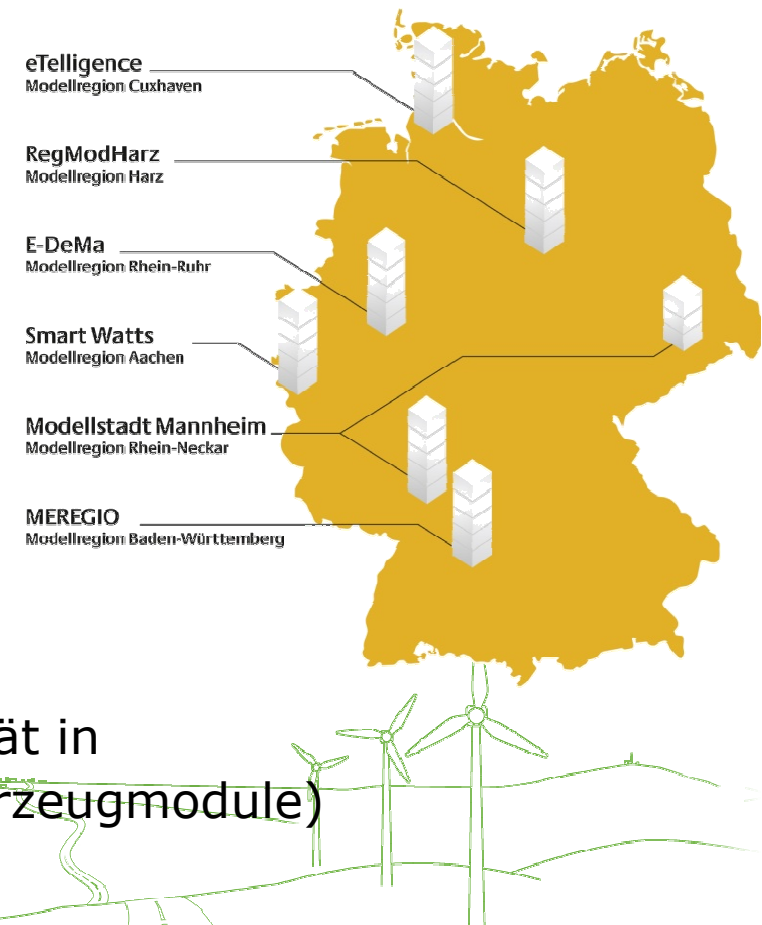 eTelligence
Modellregion Cuxhaven
RegModHarz
Modellregion Harz
E-DeMa
Modellregion Rhein-Ruhr
Smart Watts
Modellregion Aachen
Modellstadt Mannheim
Modellregion Rhein-Neckar
MEREGIO
Modellregion Baden-Württemberg
ät in
rzeugmodule)